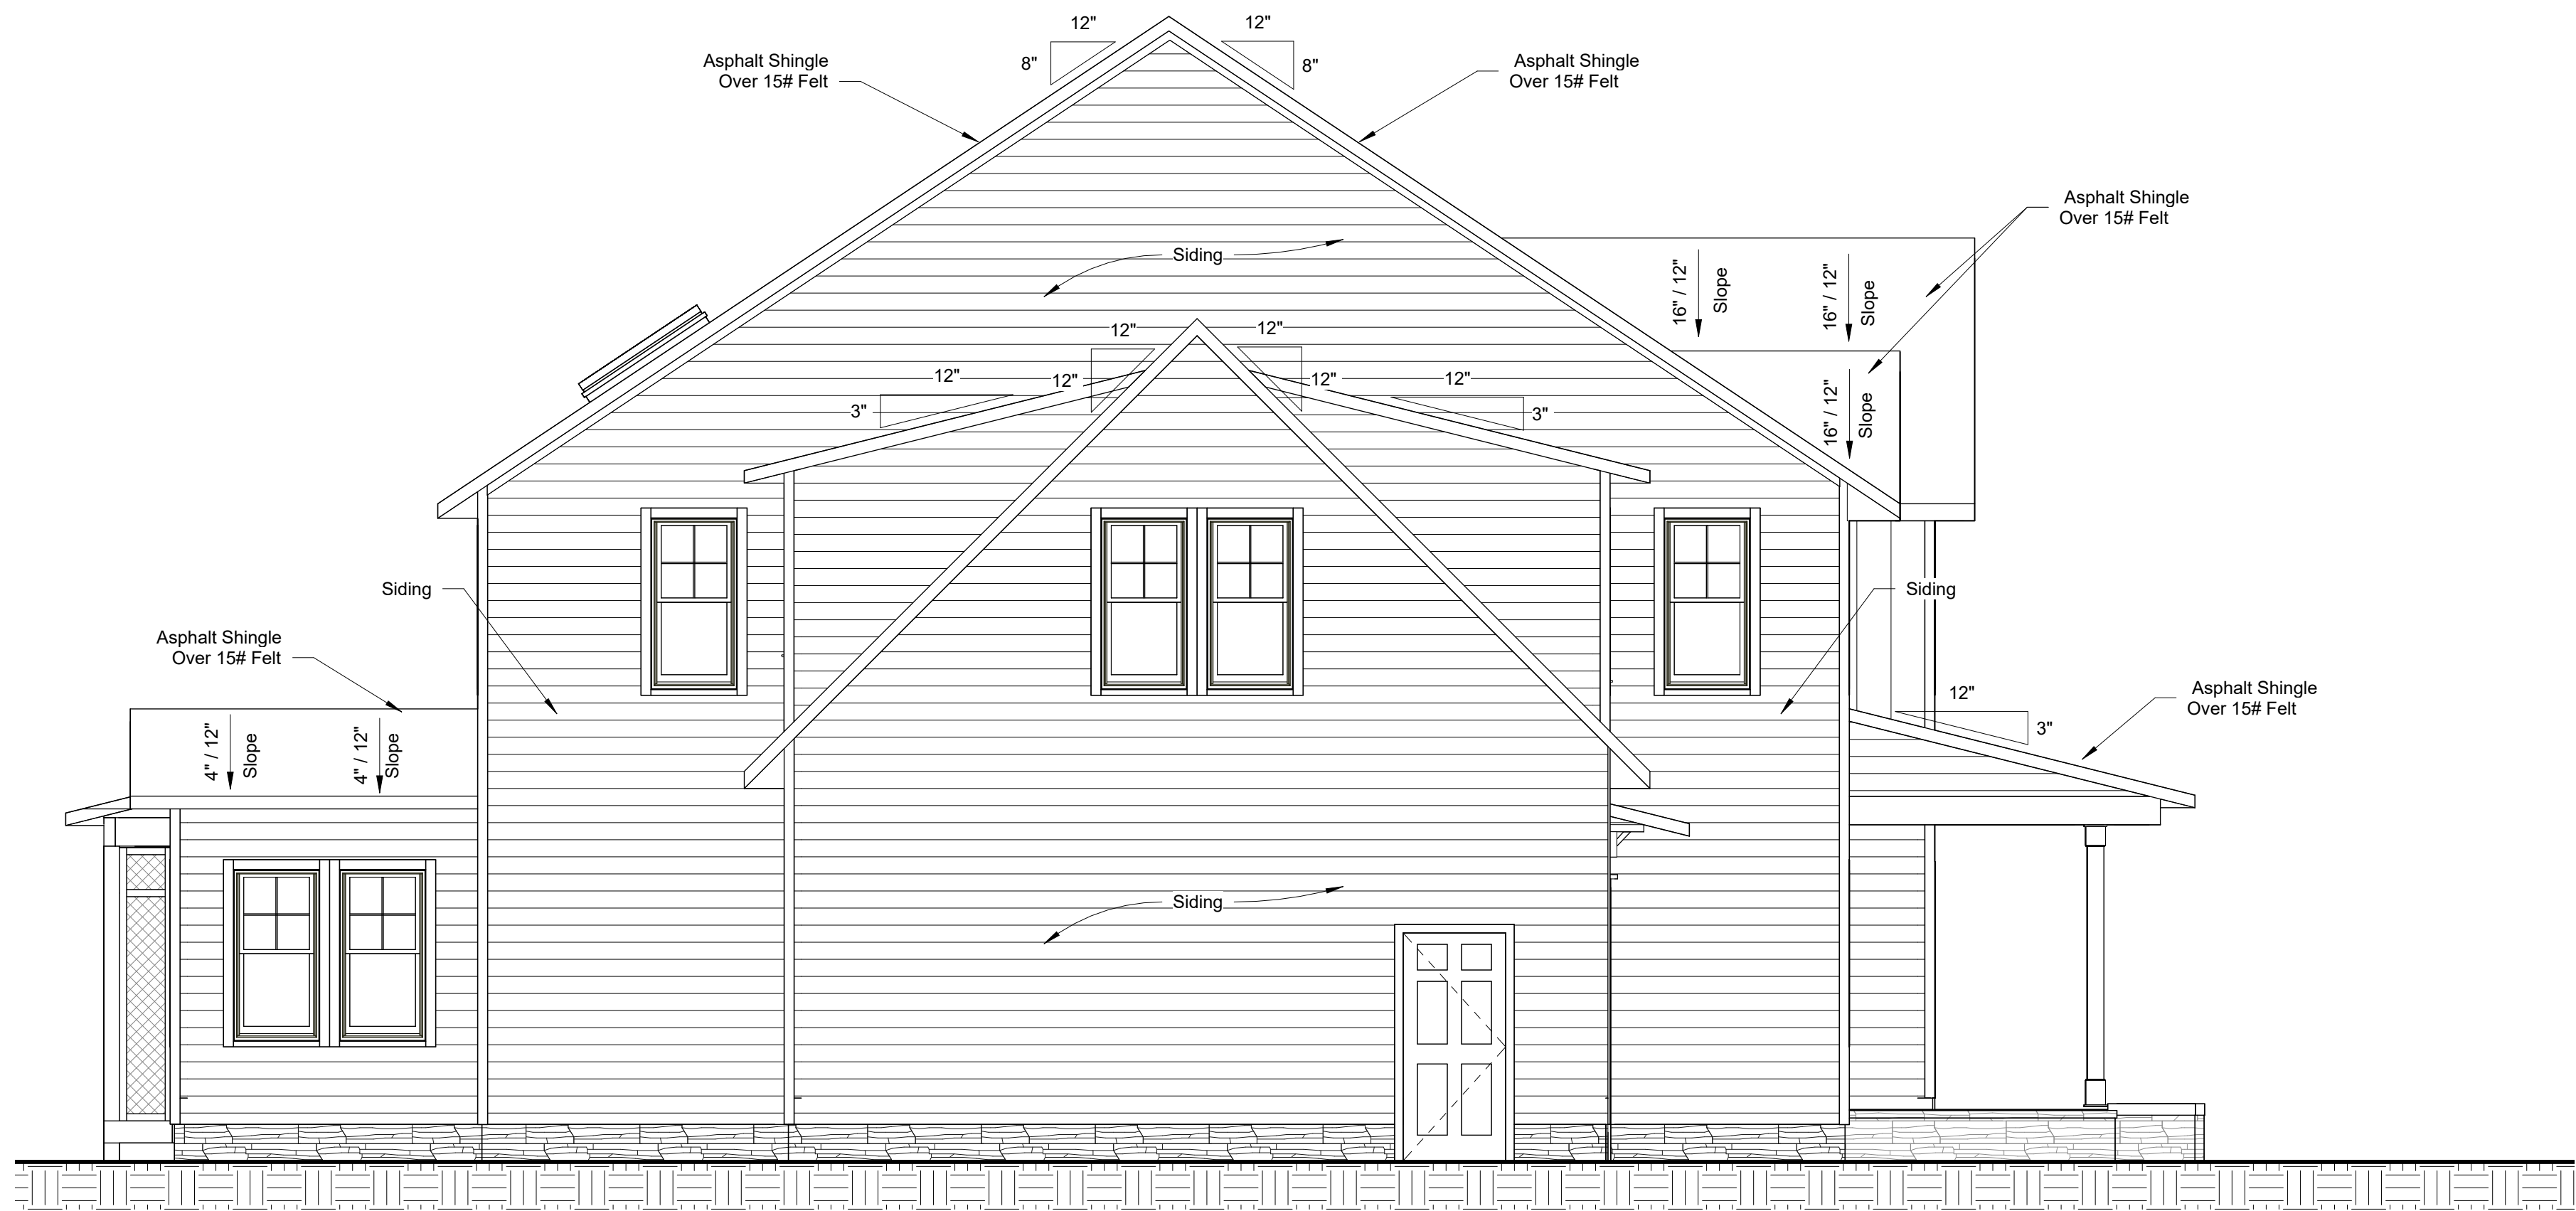 12"
12"
8"
8"
Asphalt Shingle
Over 15# Felt
Asphalt Shingle
Over 15# Felt
Asphalt Shingle
Over 15# Felt
Siding
16" / 12"
Slope
16" / 12"
Slope
12"
12"
12"
12"
12"
12"
3"
3"
16" / 12"
Slope
Siding
Siding
Asphalt Shingle
Over 15# Felt
Asphalt Shingle
Over 15# Felt
12"
3"
4" / 12"
Slope
4" / 12"
Slope
Siding